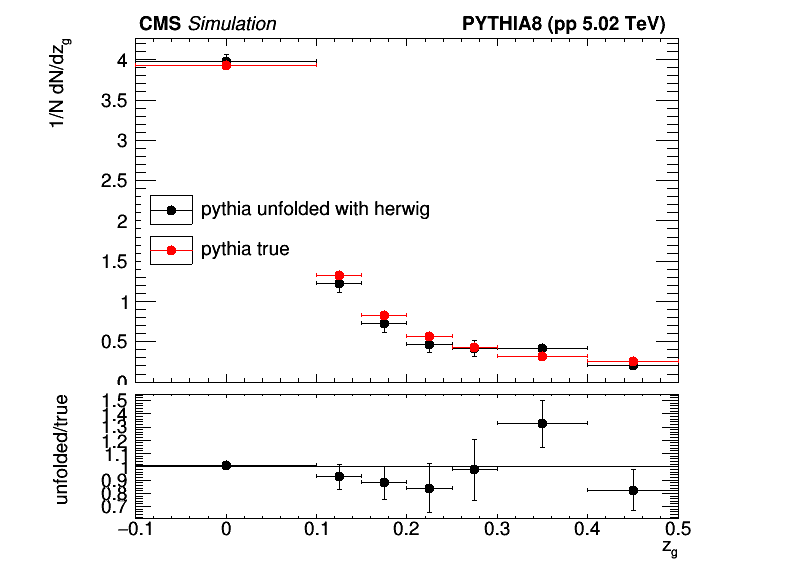 CMS Simulation PYTHIA8 (pp 5.02 TeV)
1/N dN/dz_g
4
3.5
3
2.5
2
1.5
1
0.5
0
pythia unfolded with herwig
pythia true
unfolded/true
1.5
1.4
1.3
1.2
1.1
1
0.9
0.8
0.7
−0.1 0 0.1 0.2 0.3 0.4 0.5
z_g